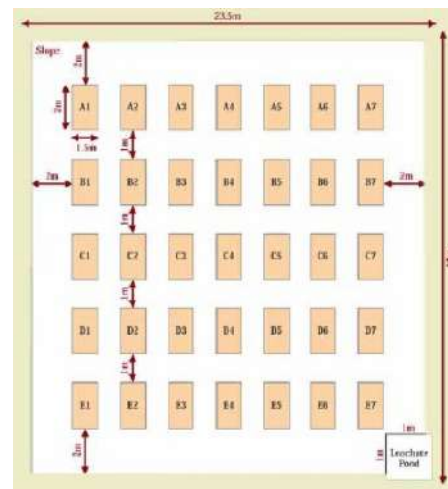 23.5m
Slope
2m
2m
A1 A2 A3 A4 A5 A6 A7
1.5m
1m
2m
B1 B2 B3 B4 B5 B6 B7
2m
1m
C1 C2 C3 C4 C5 C6 C7
1m
D1 D2 D3 D4 D5 D6 D7
1m
E1 E2 E3 E4 E5 E6 E7
2m
1m
1m
Leachate
Pond